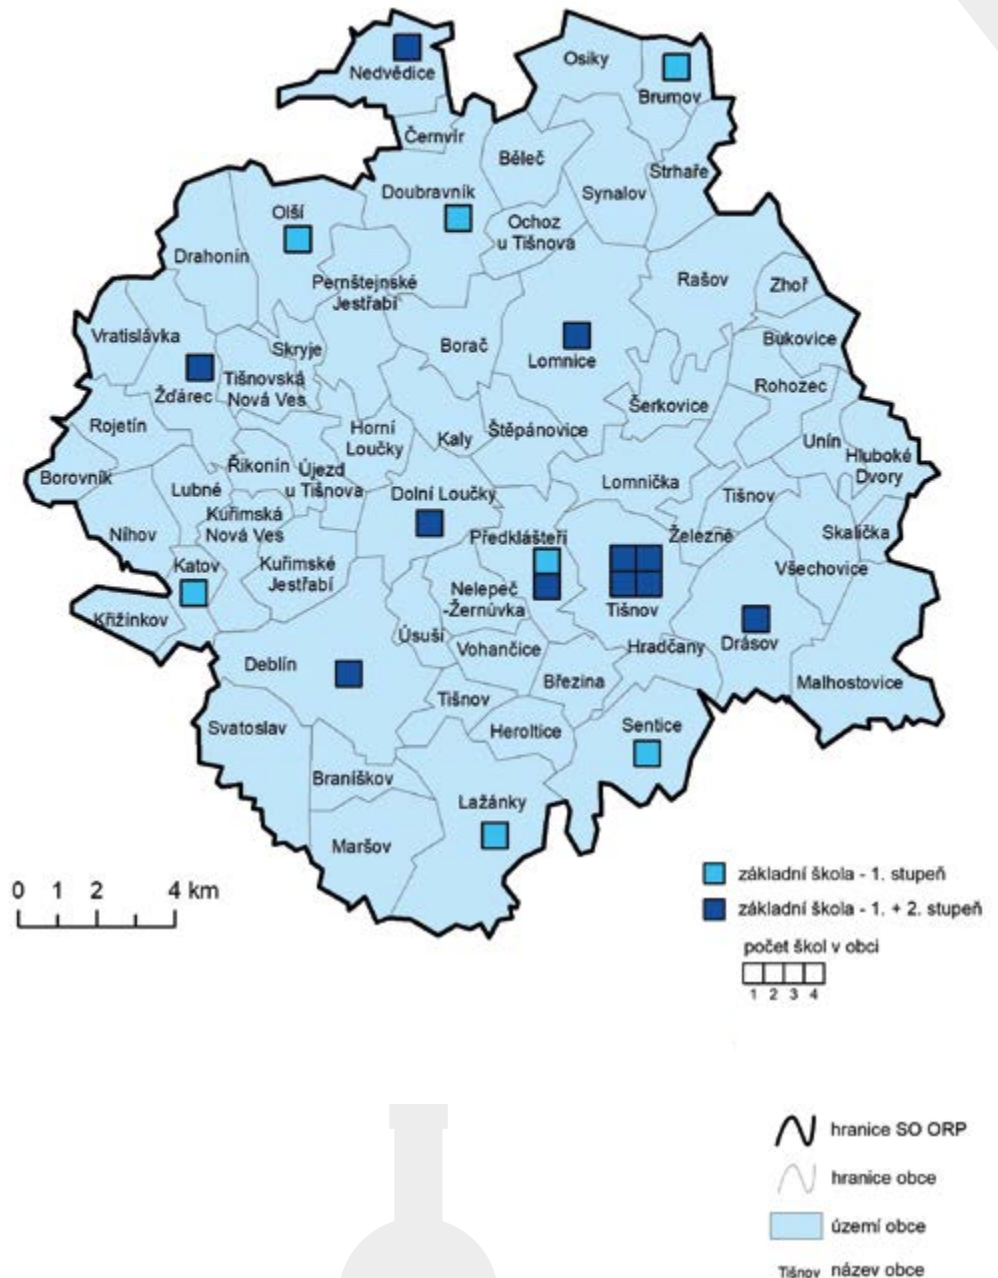 Nedvědice
Osiky
Brumov
Černvír
Běleč
Strhaře
Doubravník
Synalov
Olší
Ochoz
u Tišnova
Drahonín
Pernštejnské
Jestřabí
Rašov
Zhoř
Vratislávka
Skryje
Borač
Lomnice
Bukovice
Žďárec
Tišnovská
Nová Ves
Rohozec
Šerkovice
Rojetín
Horní
Loučky
Kaly
Štěpánovice
Unín
Hluboké
Dvory
Borovník
Řikonín
Újezd
u Tišnova
Lubné
Dolní Loučky
Lomnička
Tišnov
Kuřimská
Nová Ves
Níhov
Předklášteří
Železné
Skalička
Katov
Kuřimské
Jestřabí
Nelepeč
-Žernůvka
Tišnov
Všechovice
Křižínkov
Úsuší
Vohančice
Hradčany
Drásov
Deblín
Březina
Malhostovice
Tišnov
Svatoslav
Heroltice
Sentice
Braníškov
Lažánky
Maršov
0 1 2 4 km
základní škola - 1. stupeň
základní škola - 1. + 2. stupeň
počet škol v obci
1 2 3 4
hranice SO ORP
hranice obce
území obce
Tišnov název obce